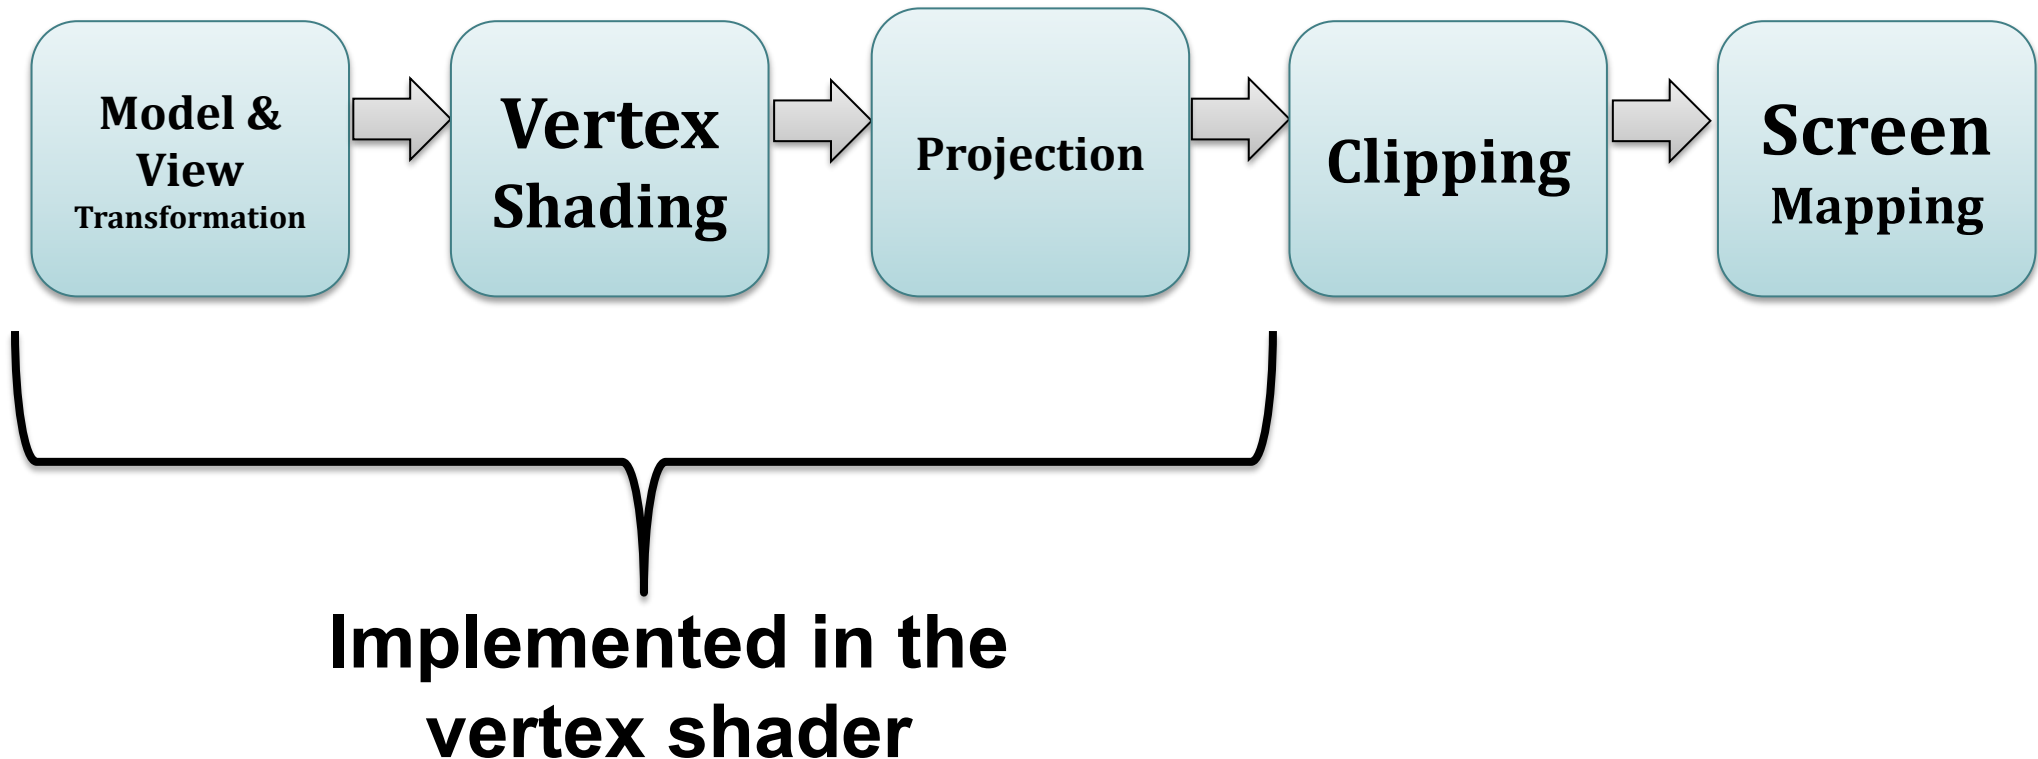 Model &
View
Transformation
Vertex
Shading
Projection
Clipping
Screen
Mapping
Implemented in the
vertex shader